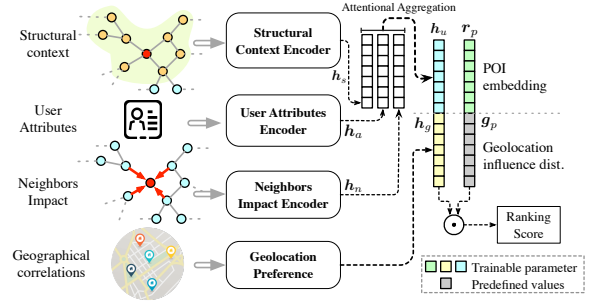 Structural
context
Structural
Context Encoder
Attentional Aggregation
h_s
h_u
r_p
POI
embedding
User
Attributes
User Attributes
Encoder
h_a
h_g
g_p
Geolocation
influence dist.
Neighbors
Impact
Neighbors
Impact Encoder
h_n
Ranking
Score
Geographical
correlations
Geolocation
Preference
Trainable parameter
Predefined values